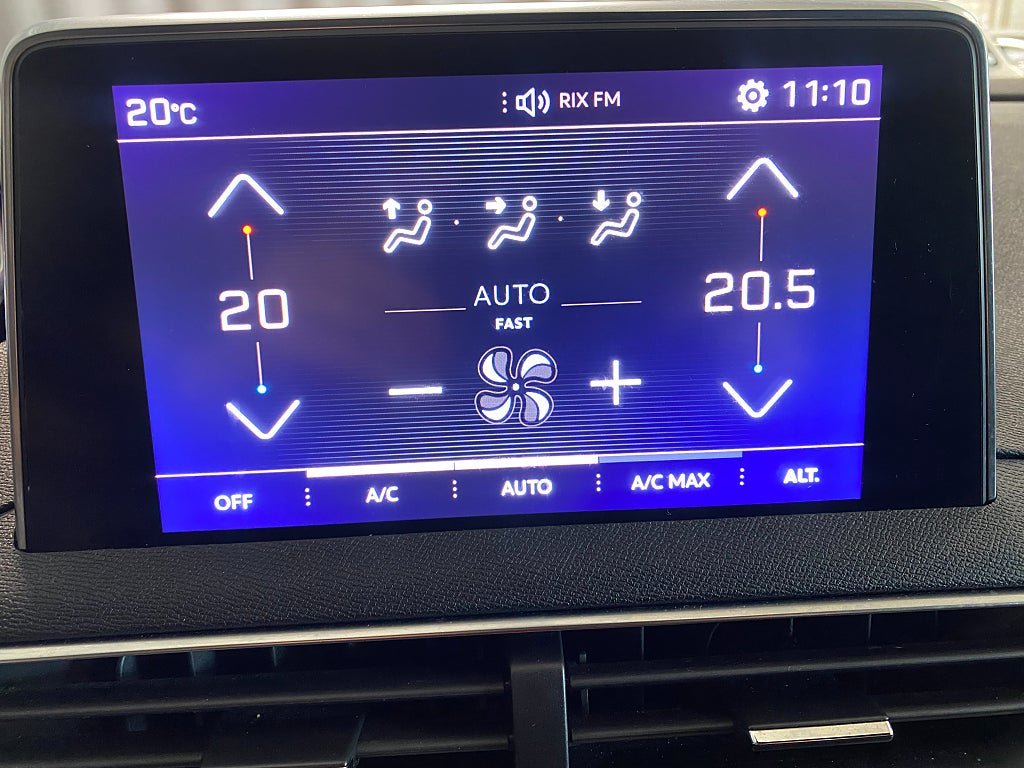 20°C RIX FM 11:10
20 AUTO 20.5
FAST
OFF A/C AUTO A/C MAX ALT.